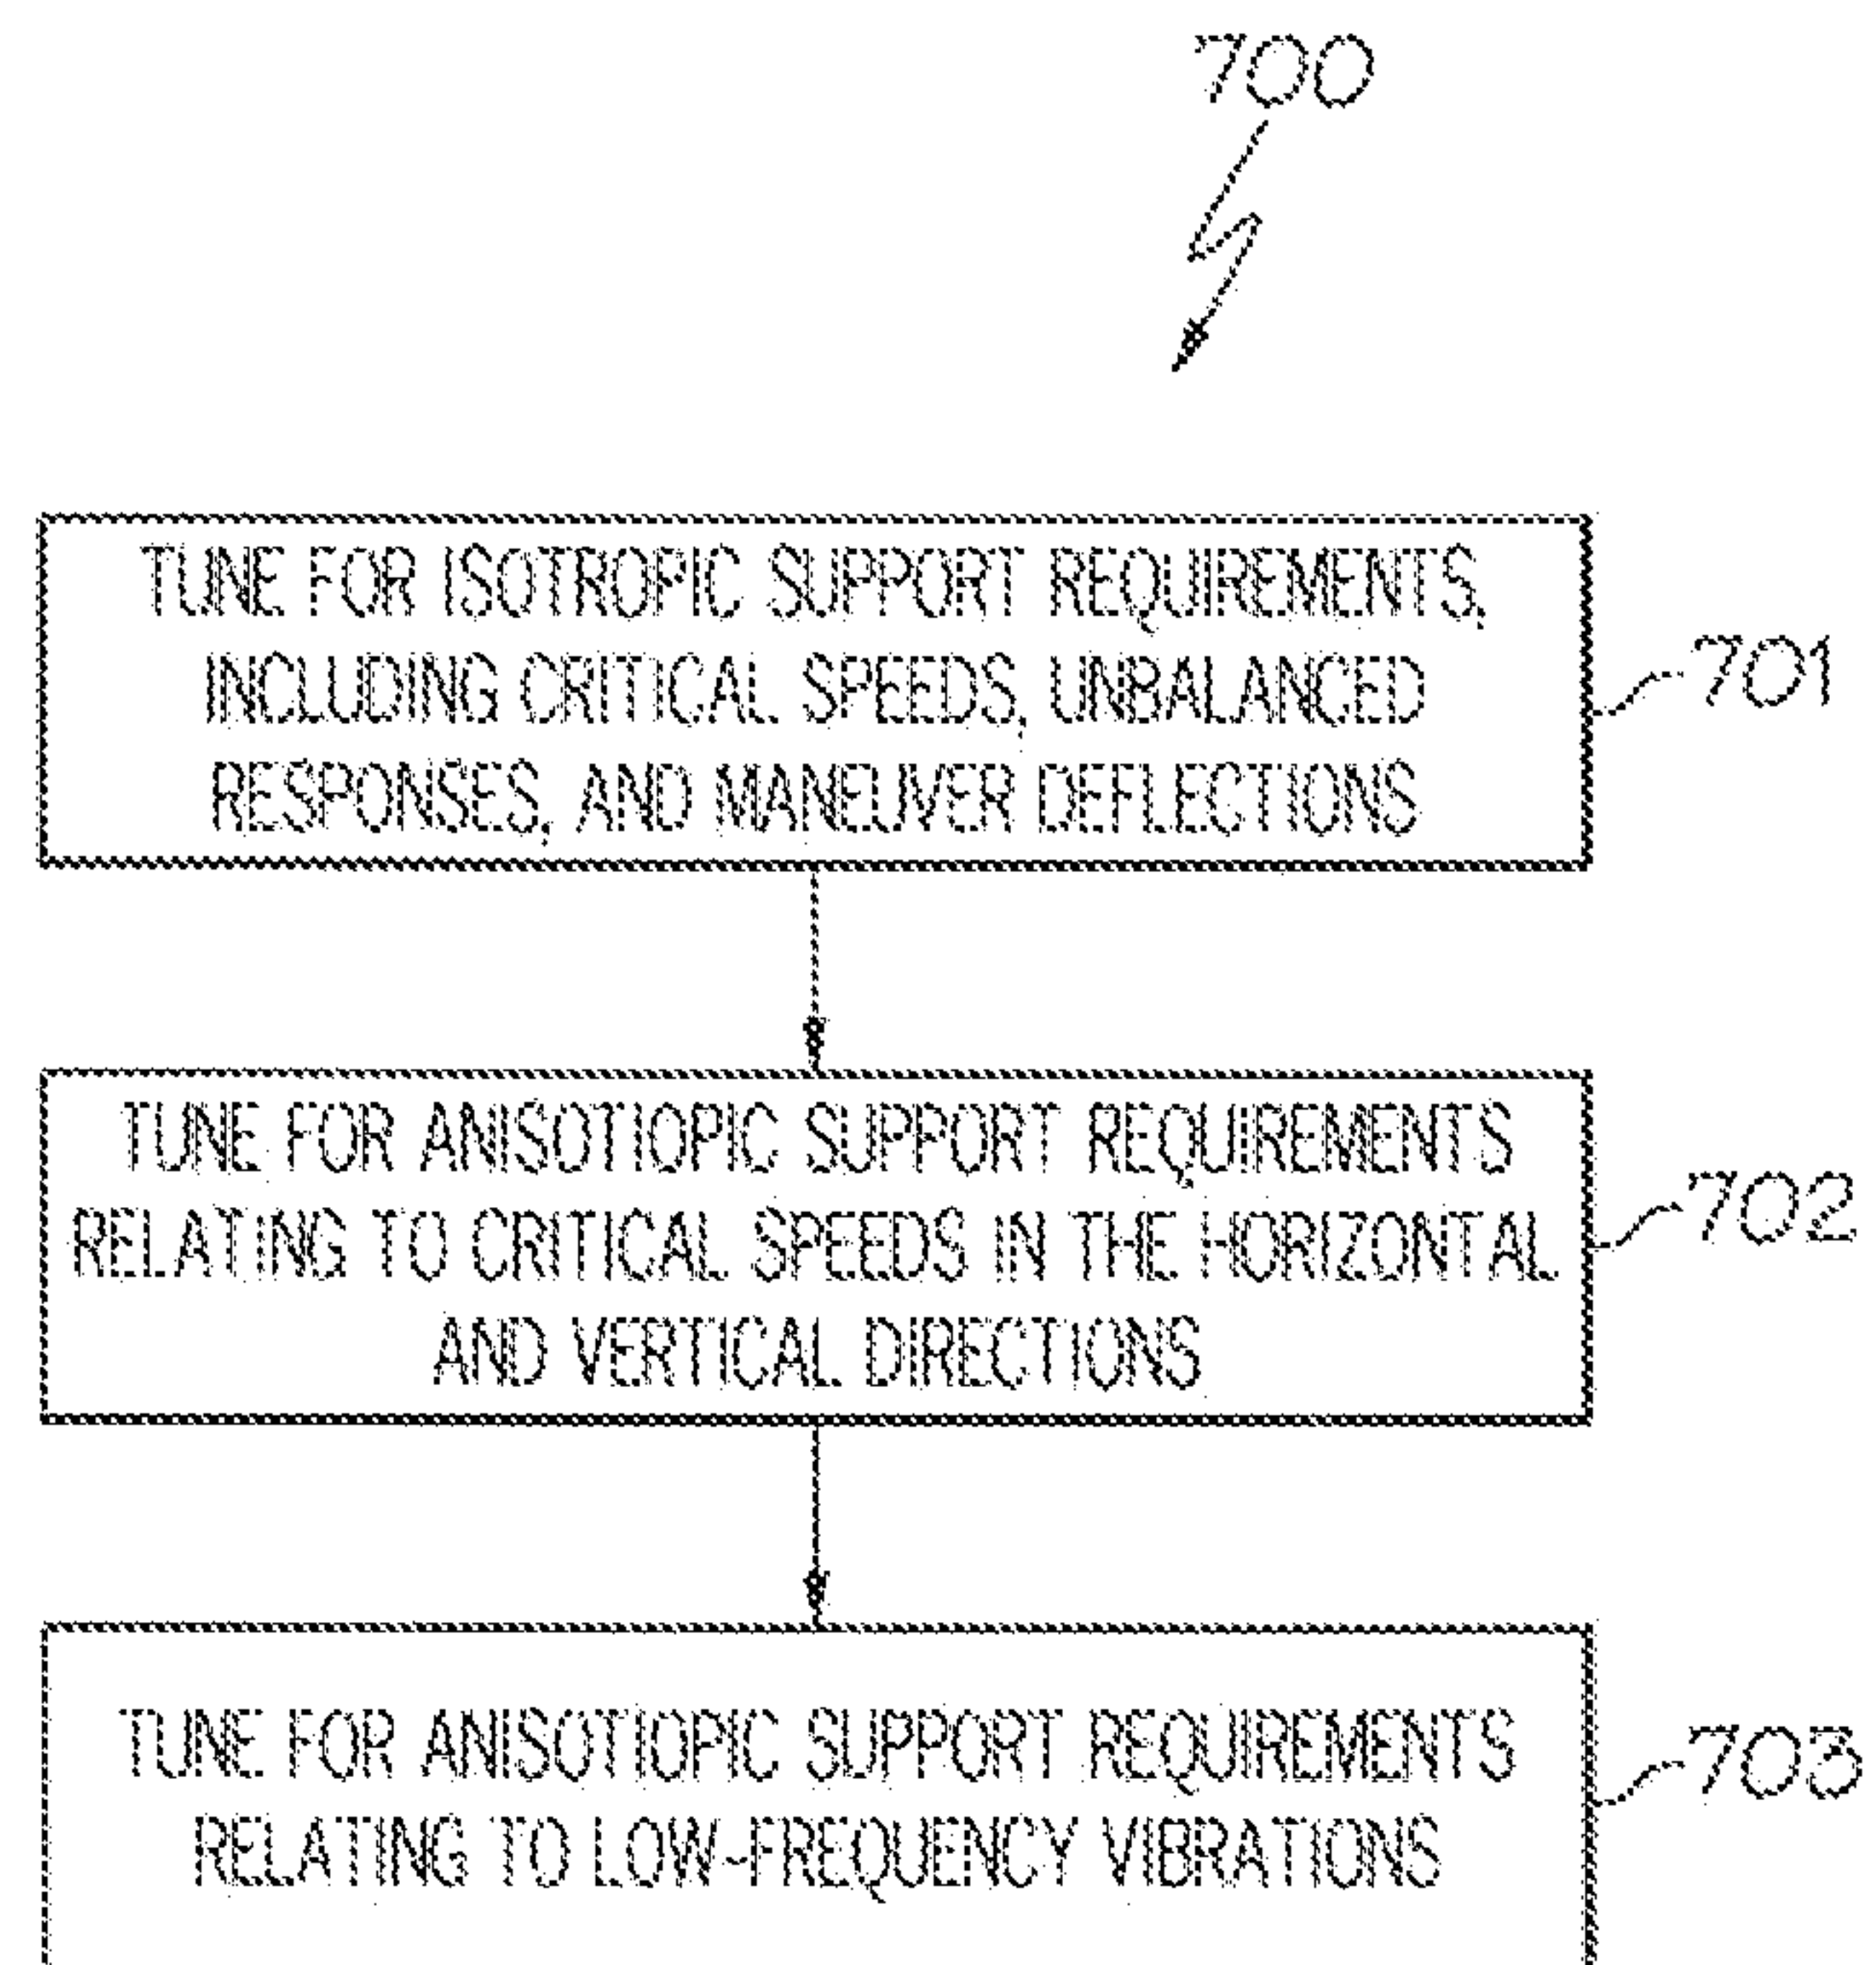 700
TUNE FOR ISOTROPIC SUPPORT REQUIREMENTS,
INCLUDING CRITICAL SPEEDS, UNBALANCED
RESPONSES, AND MANEUVER DEFLECTIONS
701
TUNE FOR ANISOTIOPIC SUPPORT REQUIREMENTS
RELATING TO CRITICAL SPEEDS IN THE HORIZONTAL
AND VERTICAL DIRECTIONS
702
TUNE FOR ANISOTIOPIC SUPPORT REQUIREMENTS
RELATING TO LOW-FREQUENCY VIBRATIONS
703